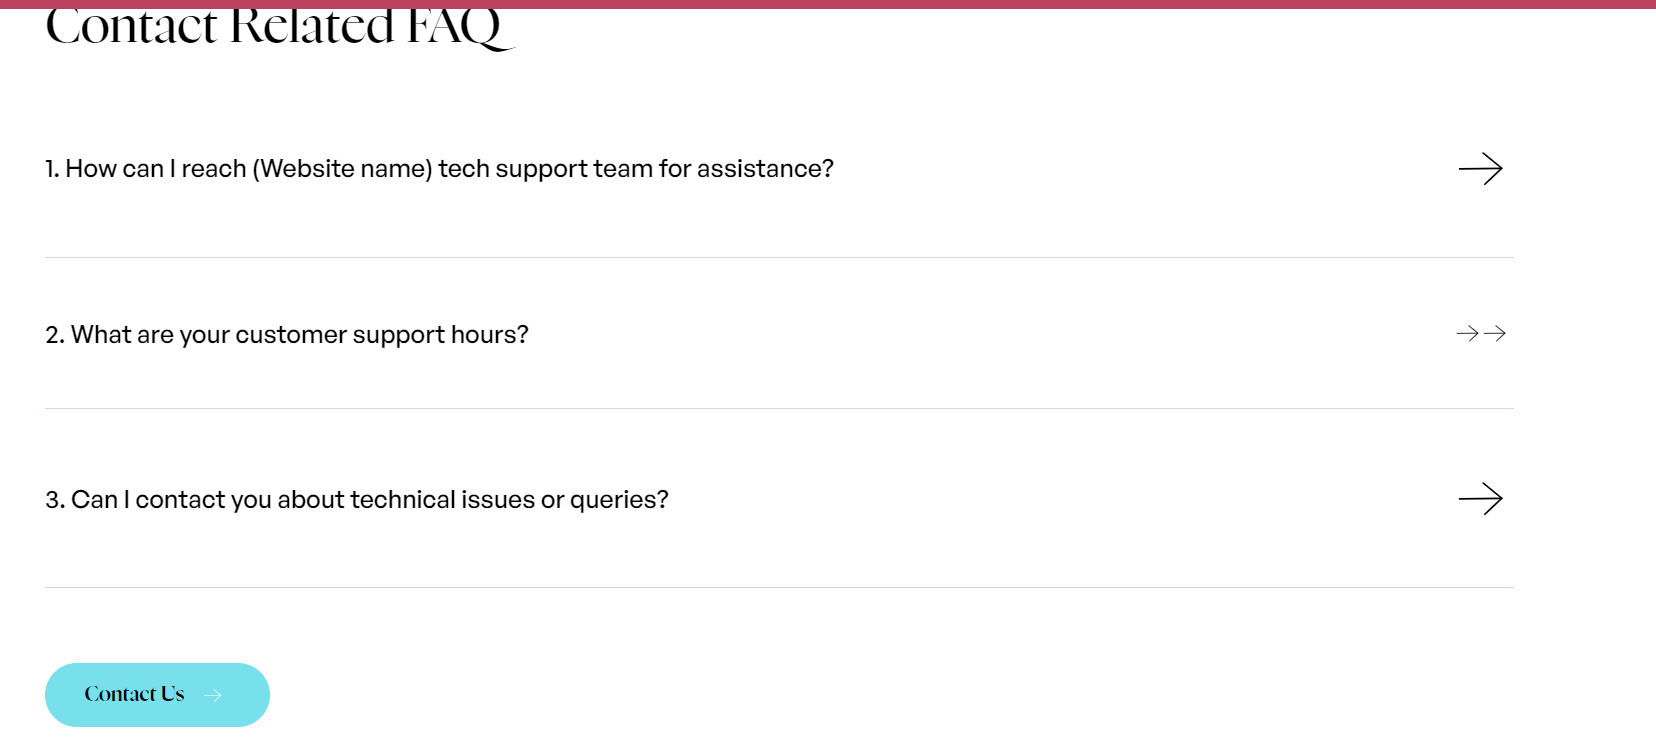 Contact Related FAQ
1. How can I reach (Website name) tech support team for assistance?
2. What are your customer support hours?
3. Can I contact you about technical issues or queries?
Contact Us